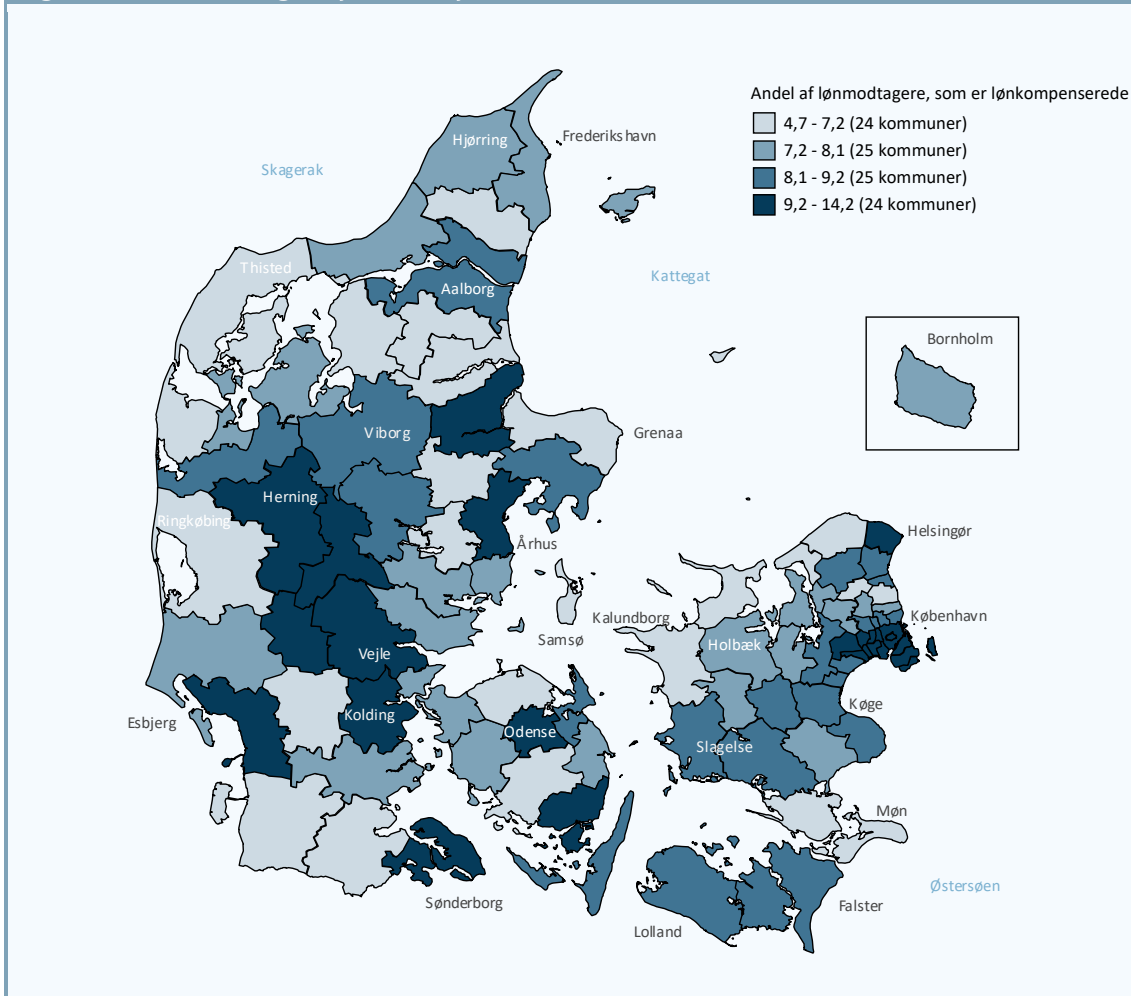 Andel af lønmodtagere, som er lønkompenserede
4,7 - 7,2 (24 kommuner)
7,2 - 8,1 (25 kommuner)
8,1 - 9,2 (25 kommuner)
9,2 - 14,2 (24 kommuner)
Hjørring
Frederikshavn
Skagerak
Thisted
Kattegat
Aalborg
Bornholm
Viborg
Grenaa
Herning
Ringkøbing
Helsingør
Århus
København
Kalundborg
Samsø
Holbæk
Vejle
Køge
Kolding
Esbjerg
Odense
Slagelse
Møn
Østersøen
Sønderborg
Falster
Lolland